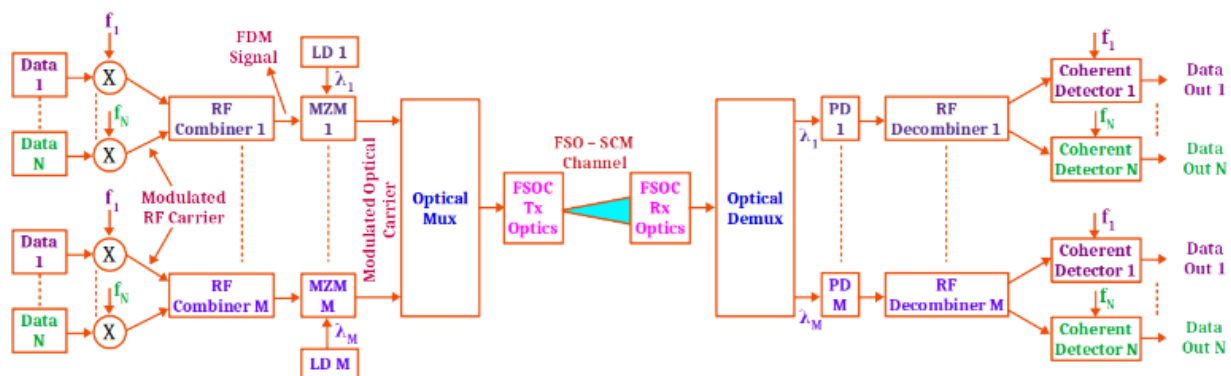 f1
Data
1
X
fN
Data
N
X
FDM
Signal
RF
Combiner 1
LD 1
λ1
MZM
1
Modulated
RF Carrier
f1
Data
1
X
fN
Data
N
X
RF
Combiner M
MZM
M
λM
LD M
Modulated Optical
Carrier
Optical
Mux
FSO – SCM
Channel
FSOC
Tx
Optics
FSOC
Rx
Optics
Optical
Demux
λ1
PD
1
RF
Decombiner 1
f1
Coherent
Detector 1
Data
Out 1
fN
Coherent
Detector N
Data
Out N
λM
PD
M
RF
Decombiner M
f1
Coherent
Detector 1
Data
Out 1
fN
Coherent
Detector N
Data
Out N